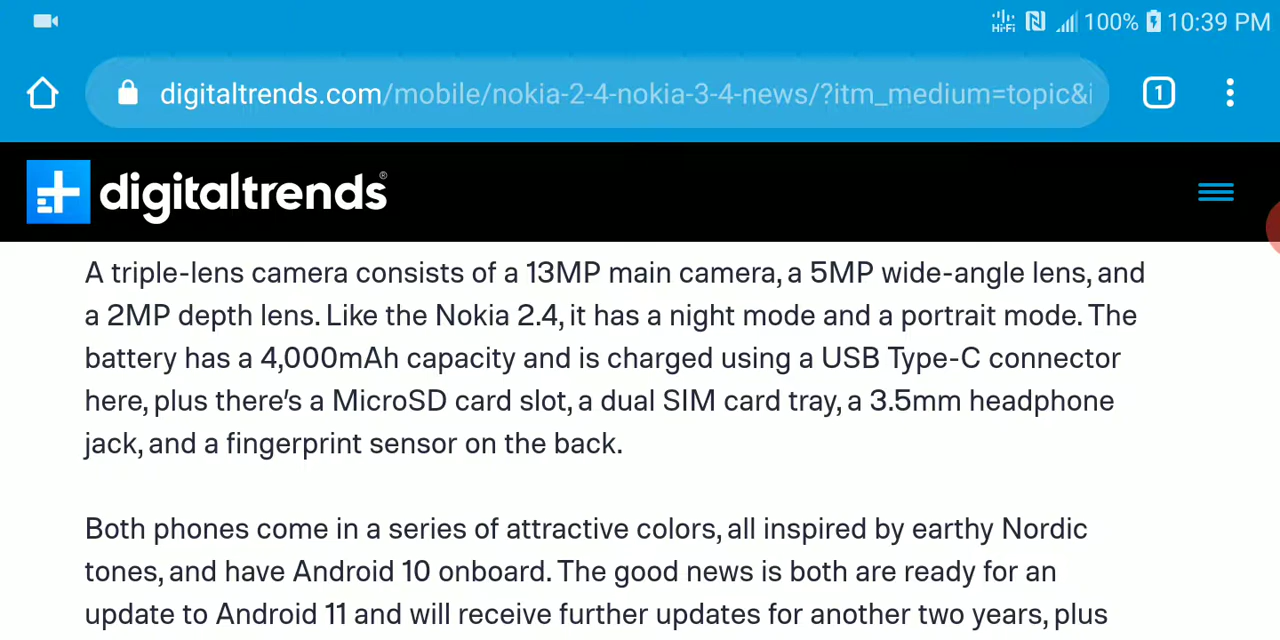 Hi-Fi 100% 10:39 PM
digitaltrends.com/mobile/nokia-2-4-nokia-3-4-news/?itm_medium=topic&i 1
digitaltrends®
A triple-lens camera consists of a 13MP main camera, a 5MP wide-angle lens, and
a 2MP depth lens. Like the Nokia 2.4, it has a night mode and a portrait mode. The
battery has a 4,000mAh capacity and is charged using a USB Type-C connector
here, plus there’s a MicroSD card slot, a dual SIM card tray, a 3.5mm headphone
jack, and a fingerprint sensor on the back.
Both phones come in a series of attractive colors, all inspired by earthy Nordic
tones, and have Android 10 onboard. The good news is both are ready for an
update to Android 11 and will receive further updates for another two years, plus